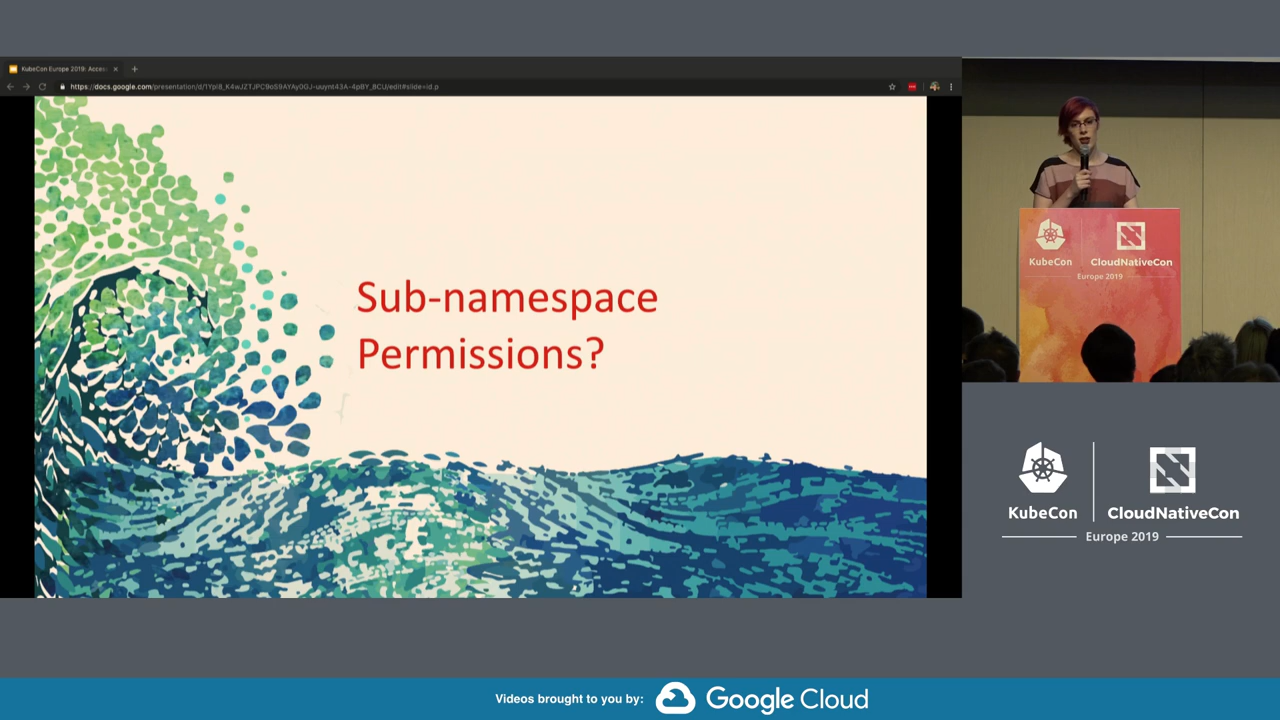 KubeCon Europe 2019: Acces
Sub-namespace
Permissions?
KubeCon
CloudNativeCon
Europe 2019
KubeCon
CloudNativeCon
Europe 2019
Videos brought to you by:
Google Cloud